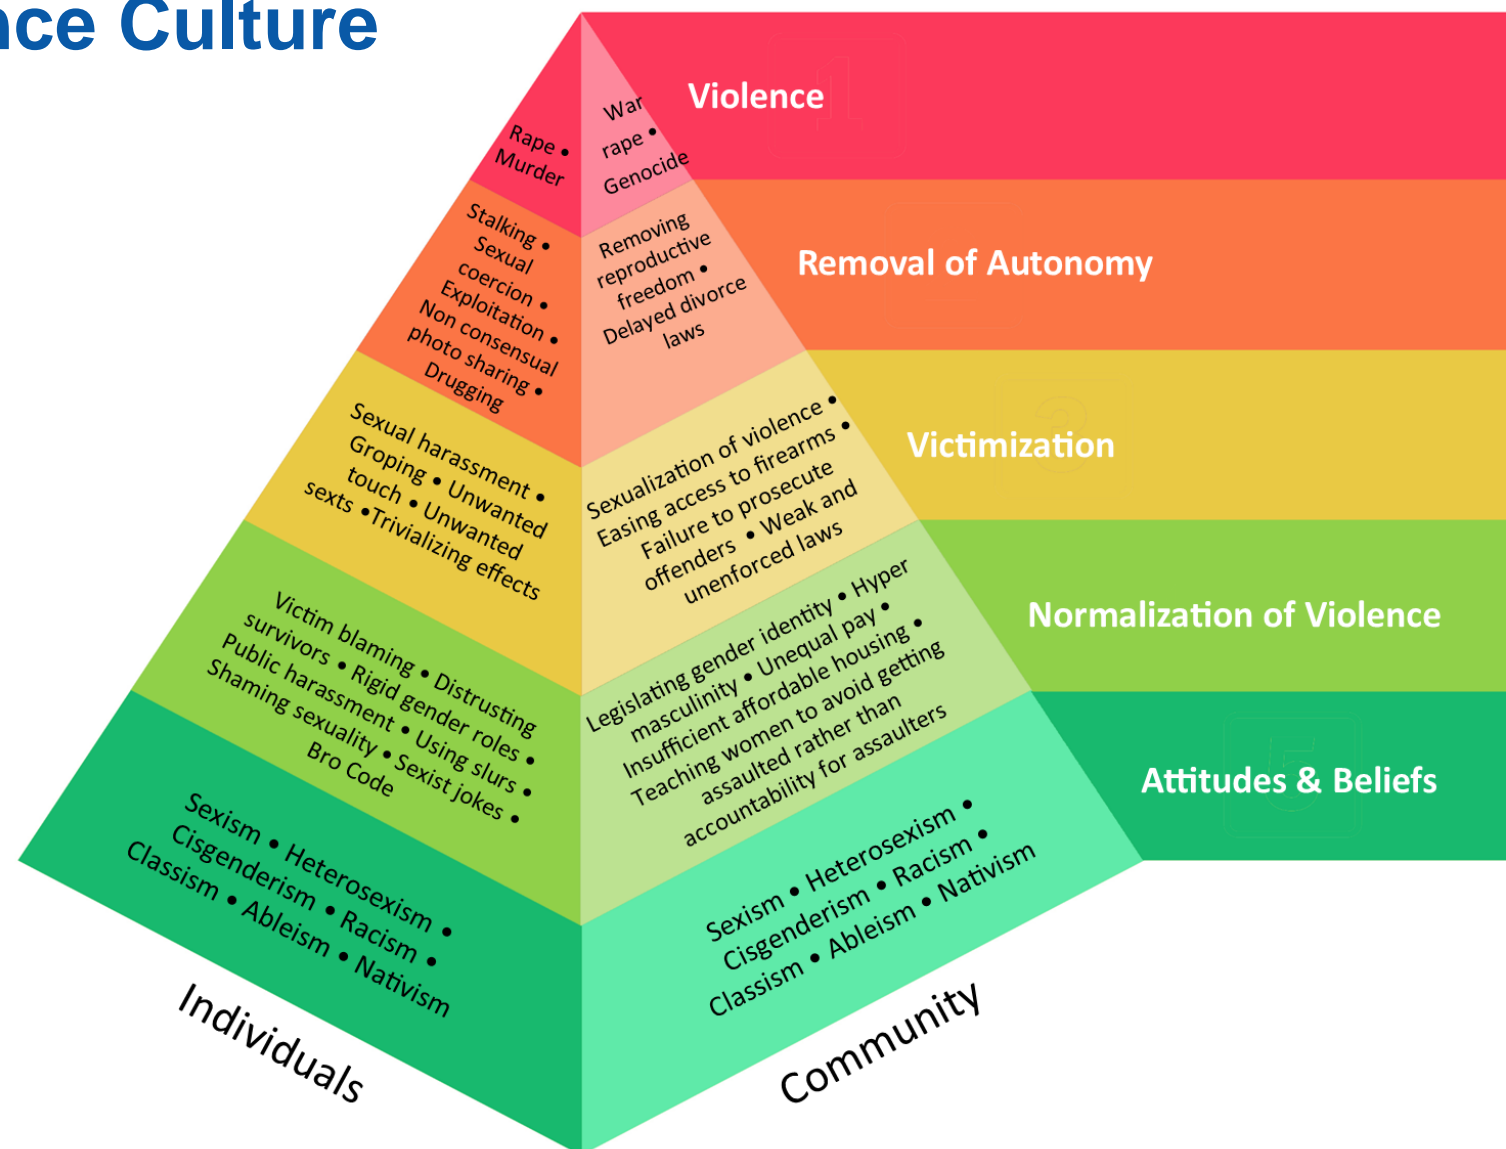 nce Culture
Violence
Rape •
Murder
War
rape •
Genocide
Removal of Autonomy
Stalking •
Sexual
coercion •
Exploitation •
Non consensual
photo sharing •
Drugging
Removing
reproductive
freedom •
Delayed divorce
laws
Victimization
Sexual harassment •
Groping • Unwanted
touch • Unwanted
sexts •Trivializing effects
Sexualization of violence •
Easing access to firearms •
Failure to prosecute
offenders • Weak and
unenforced laws
Normalization of Violence
Victim blaming • Distrusting
survivors • Rigid gender roles •
Public harassment • Using slurs •
Shaming sexuality • Sexist jokes •
Bro Code
Legislating gender identity • Hyper
masculinity • Unequal pay •
Insufficient affordable housing •
Teaching women to avoid getting
assaulted rather than
accountability for assaulters
Attitudes & Beliefs
Sexism • Heterosexism •
Cisgenderism • Racism •
Classism • Ableism • Nativism
Sexism • Heterosexism •
Cisgenderism • Racism •
Classism • Ableism • Nativism
Individuals
Community
1
3
5